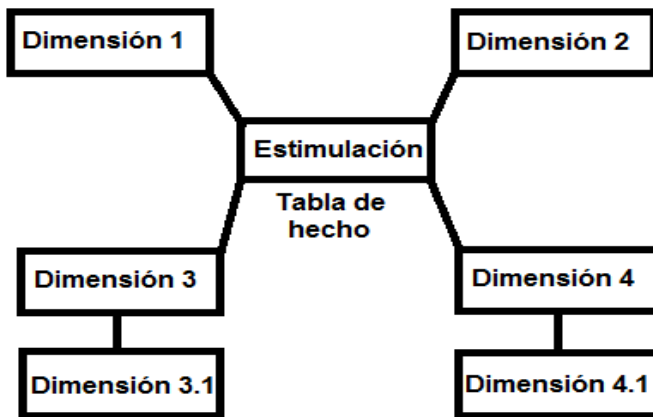 Dimensión 1
Dimensión 2
Estimulación
Tabla de
hecho
Dimensión 3
Dimensión 4
Dimensión 3.1
Dimensión 4.1